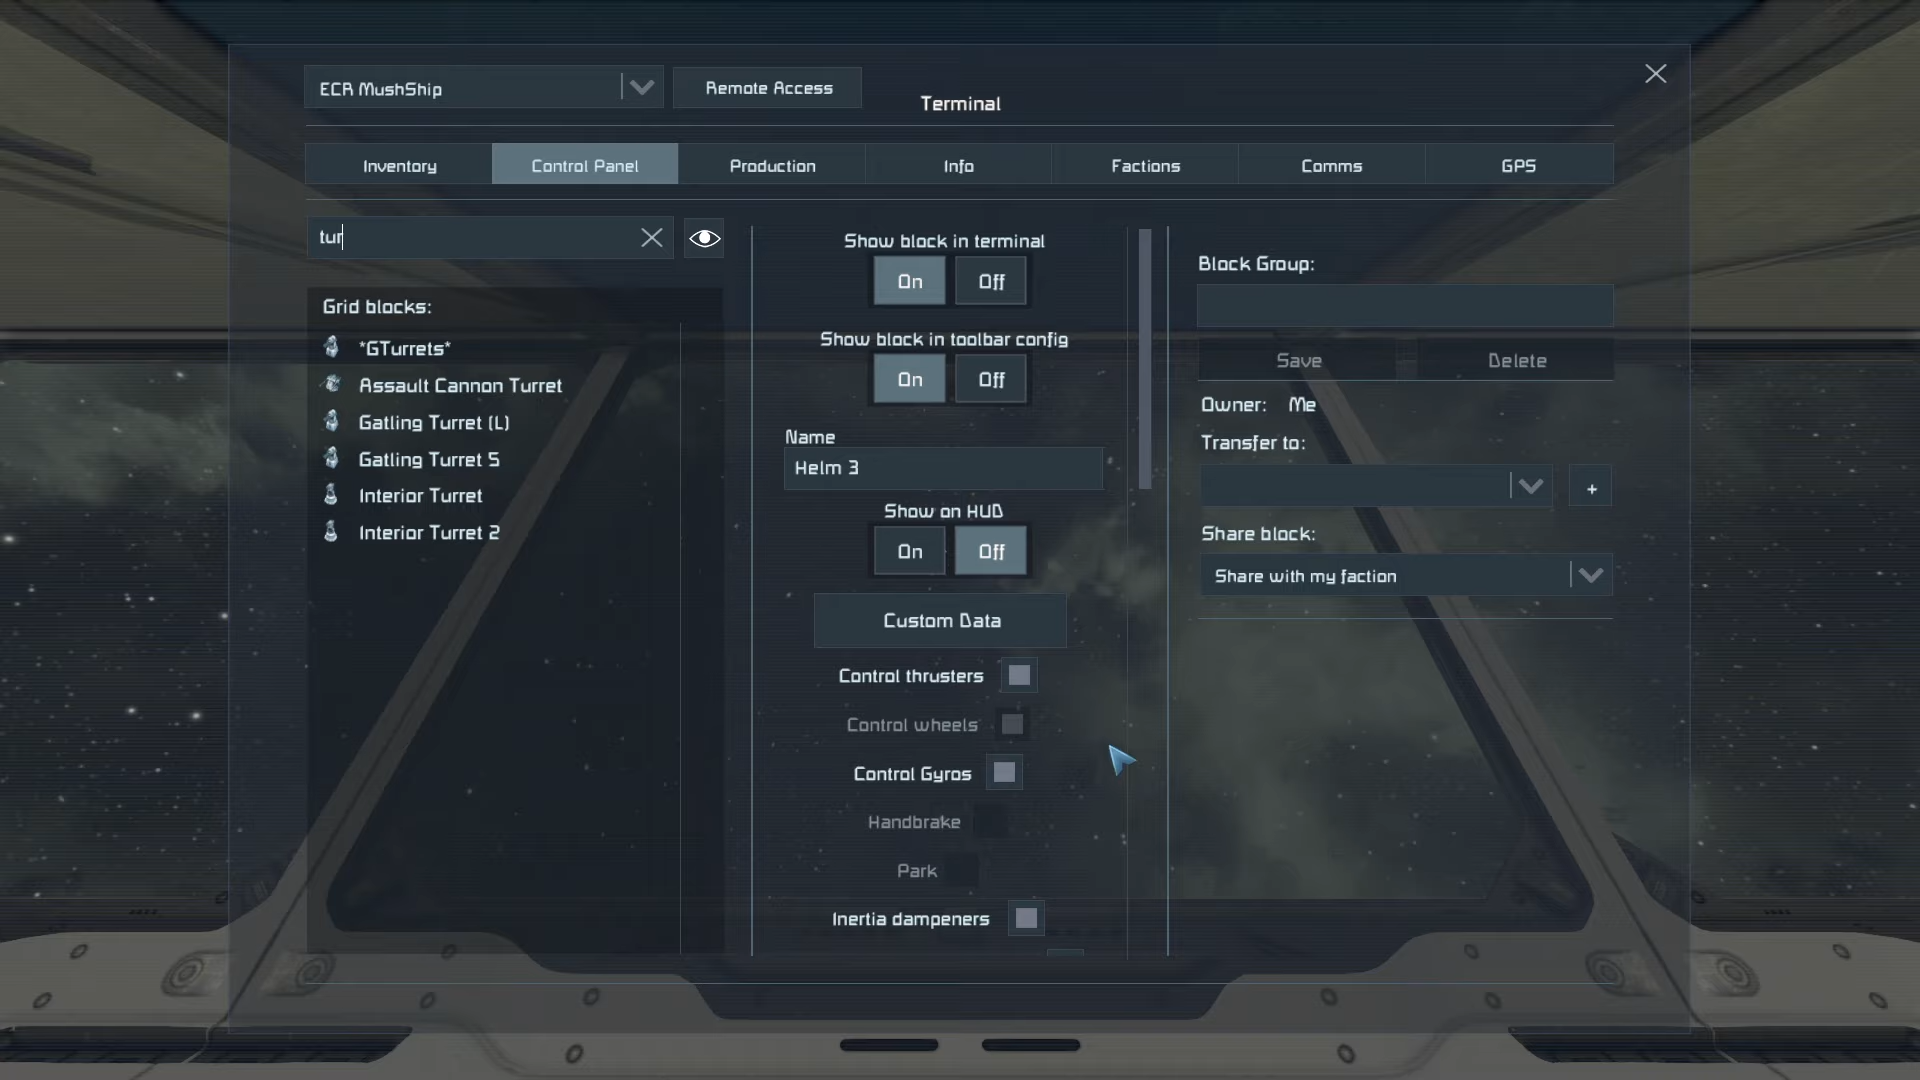 ECR MushShip
Remote Access
Terminal
Inventory
Control Panel
Production
Info
Factions
Comms
GPS
tur
Grid blocks:
*GTurrets*
Assault Cannon Turret
Gatling Turret (L)
Gatling Turret 5
Interior Turret
Interior Turret 2
Show block in terminal
On
Off
Show block in toolbar config
On
Off
Name
Helm 3
Show on HUD
On
Off
Custom Data
Control thrusters
Control wheels
Control Gyros
Handbrake
Park
Inertia dampeners
Block Group:
Save
Delete
Owner: Me
Transfer to:
+
Share block:
Share with my faction